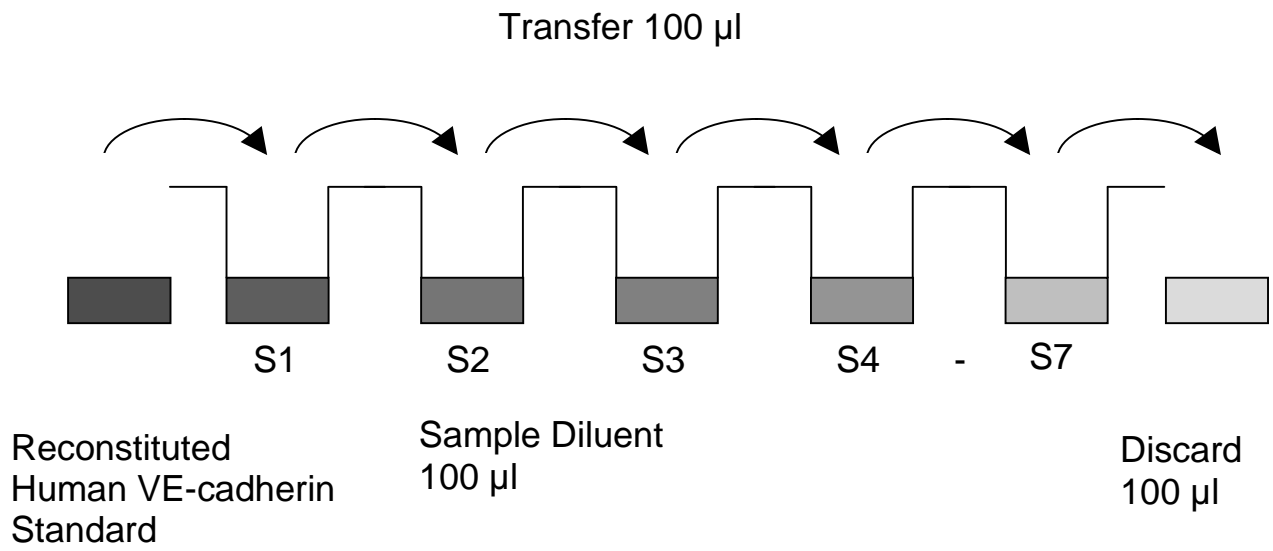 Transfer 100 µl
S1 S2 S3 S4 - S7
Reconstituted
Human VE-cadherin
Standard
Sample Diluent
100 µl
Discard
100 µl